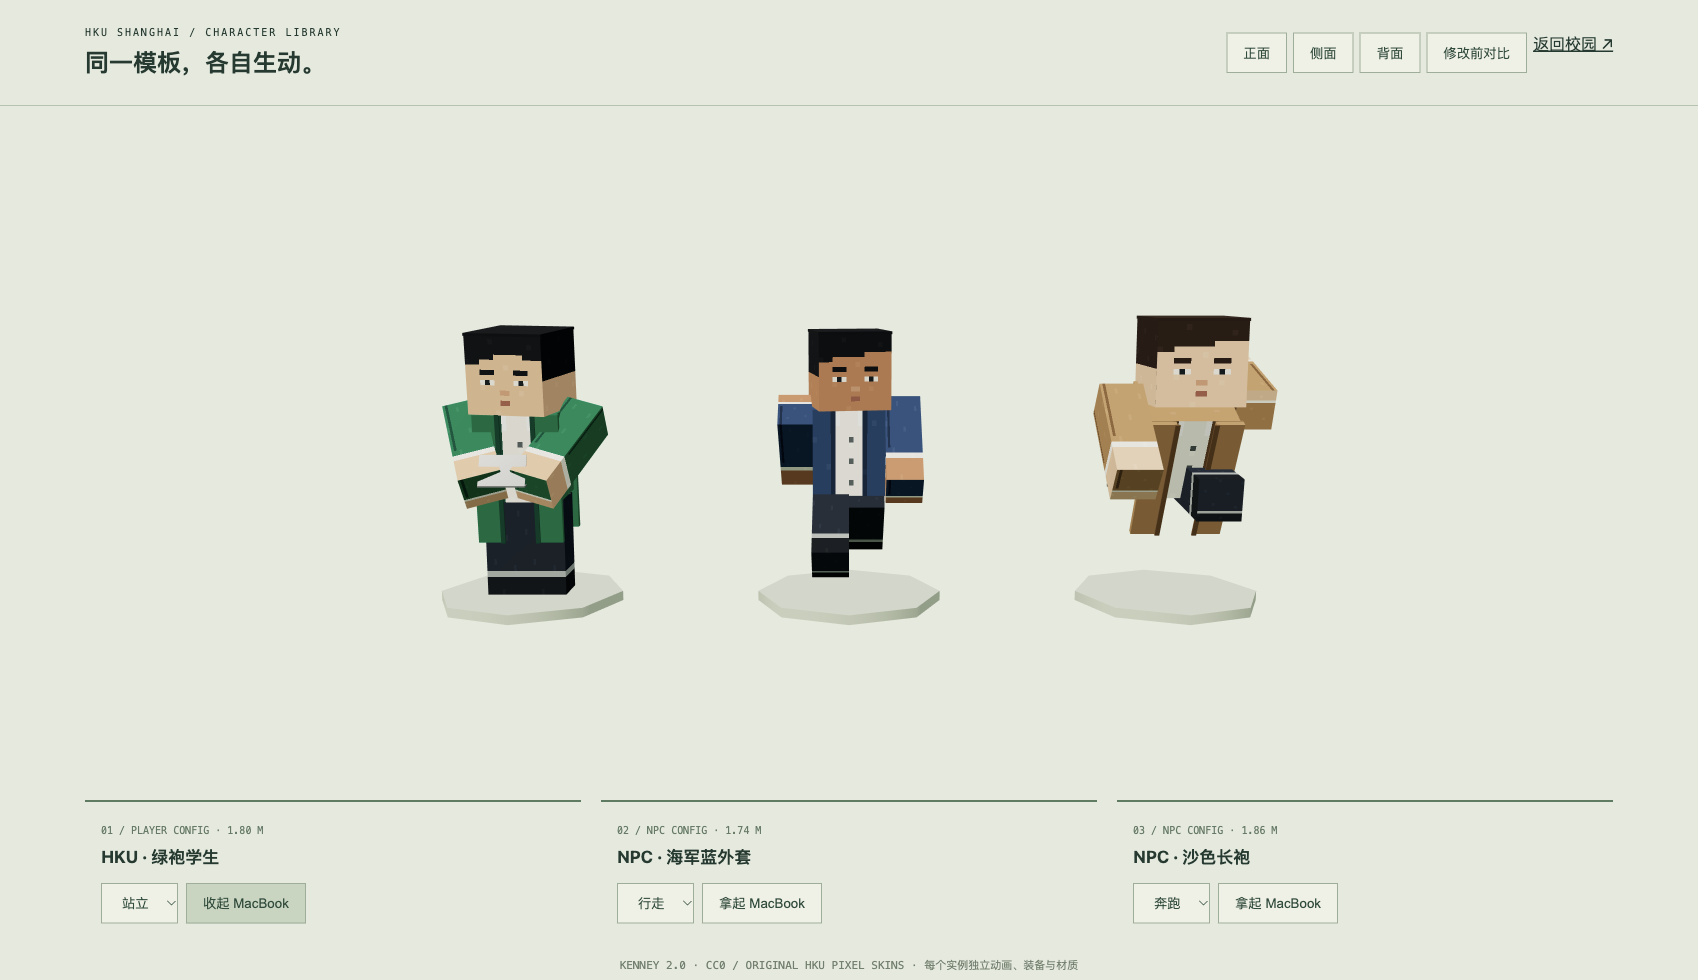 HKU SHANGHAI / CHARACTER LIBRARY
同一模板，各自生动。
正面
侧面
背面
修改前对比
返回校园 ↗
01 / PLAYER CONFIG · 1.80 M
HKU · 绿袍学生
站立
收起 MacBook
02 / NPC CONFIG · 1.74 M
NPC · 海军蓝外套
行走
拿起 MacBook
03 / NPC CONFIG · 1.86 M
NPC · 沙色长袍
奔跑
拿起 MacBook
KENNEY 2.0 · CC0 / ORIGINAL HKU PIXEL SKINS · 每个实例独立动画、装备与材质